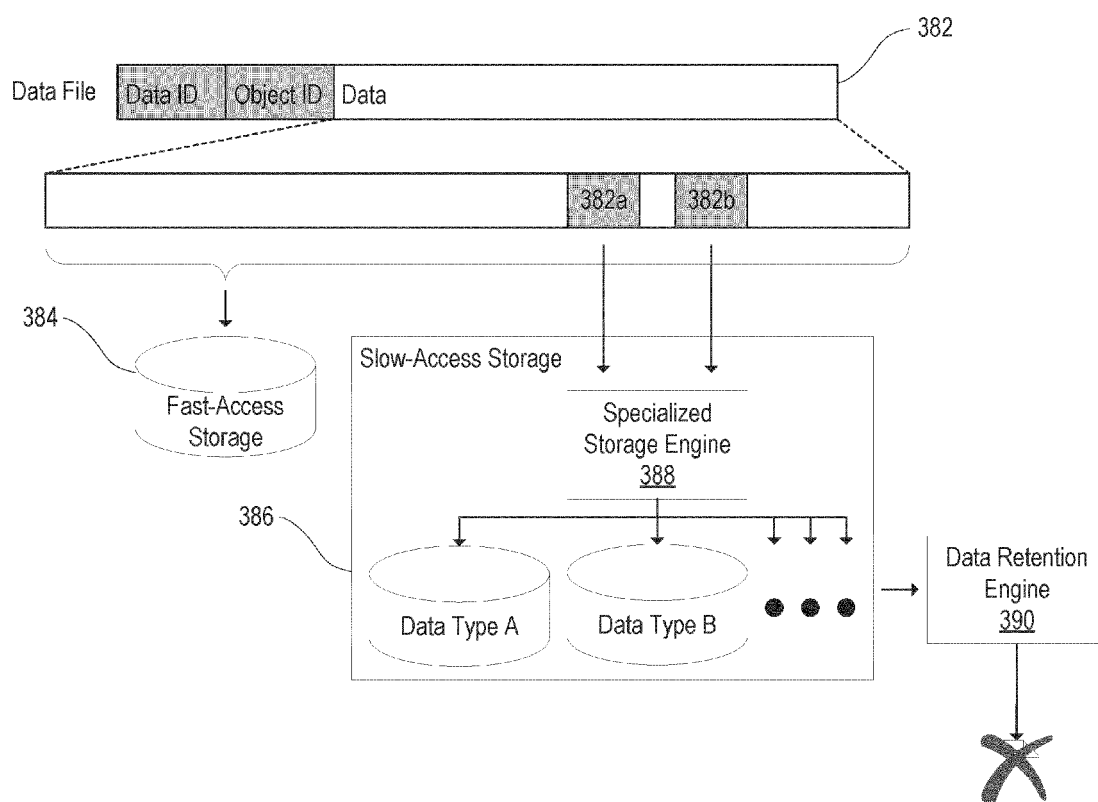 382
Data File
Data ID
Object ID
Data
382a
382b
384
Fast-Access
Storage
Slow-Access Storage
Specialized
Storage Engine
388
386
Data Type A
Data Type B
Data Retention
Engine
390